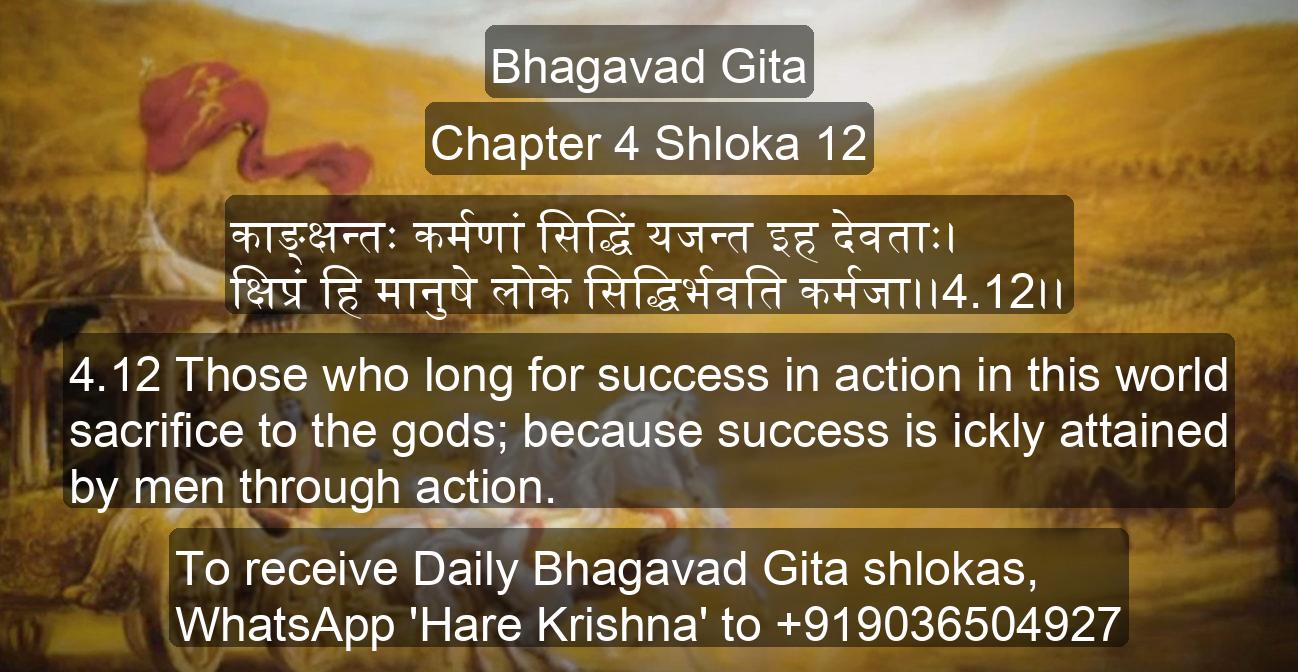 Bhagavad Gita
Chapter 4 Shloka 12
काङ्क्षन्तः कर्मणां सिद्धिं यजन्त इह देवताः।
क्षिप्रं हि मानुषे लोके सिद्धिर्भवति कर्मजा।।4.12।।
4.12 Those who long for success in action in this world
sacrifice to the gods; because success is ickly attained
by men through action.
To receive Daily Bhagavad Gita shlokas,
WhatsApp 'Hare Krishna' to +919036504927